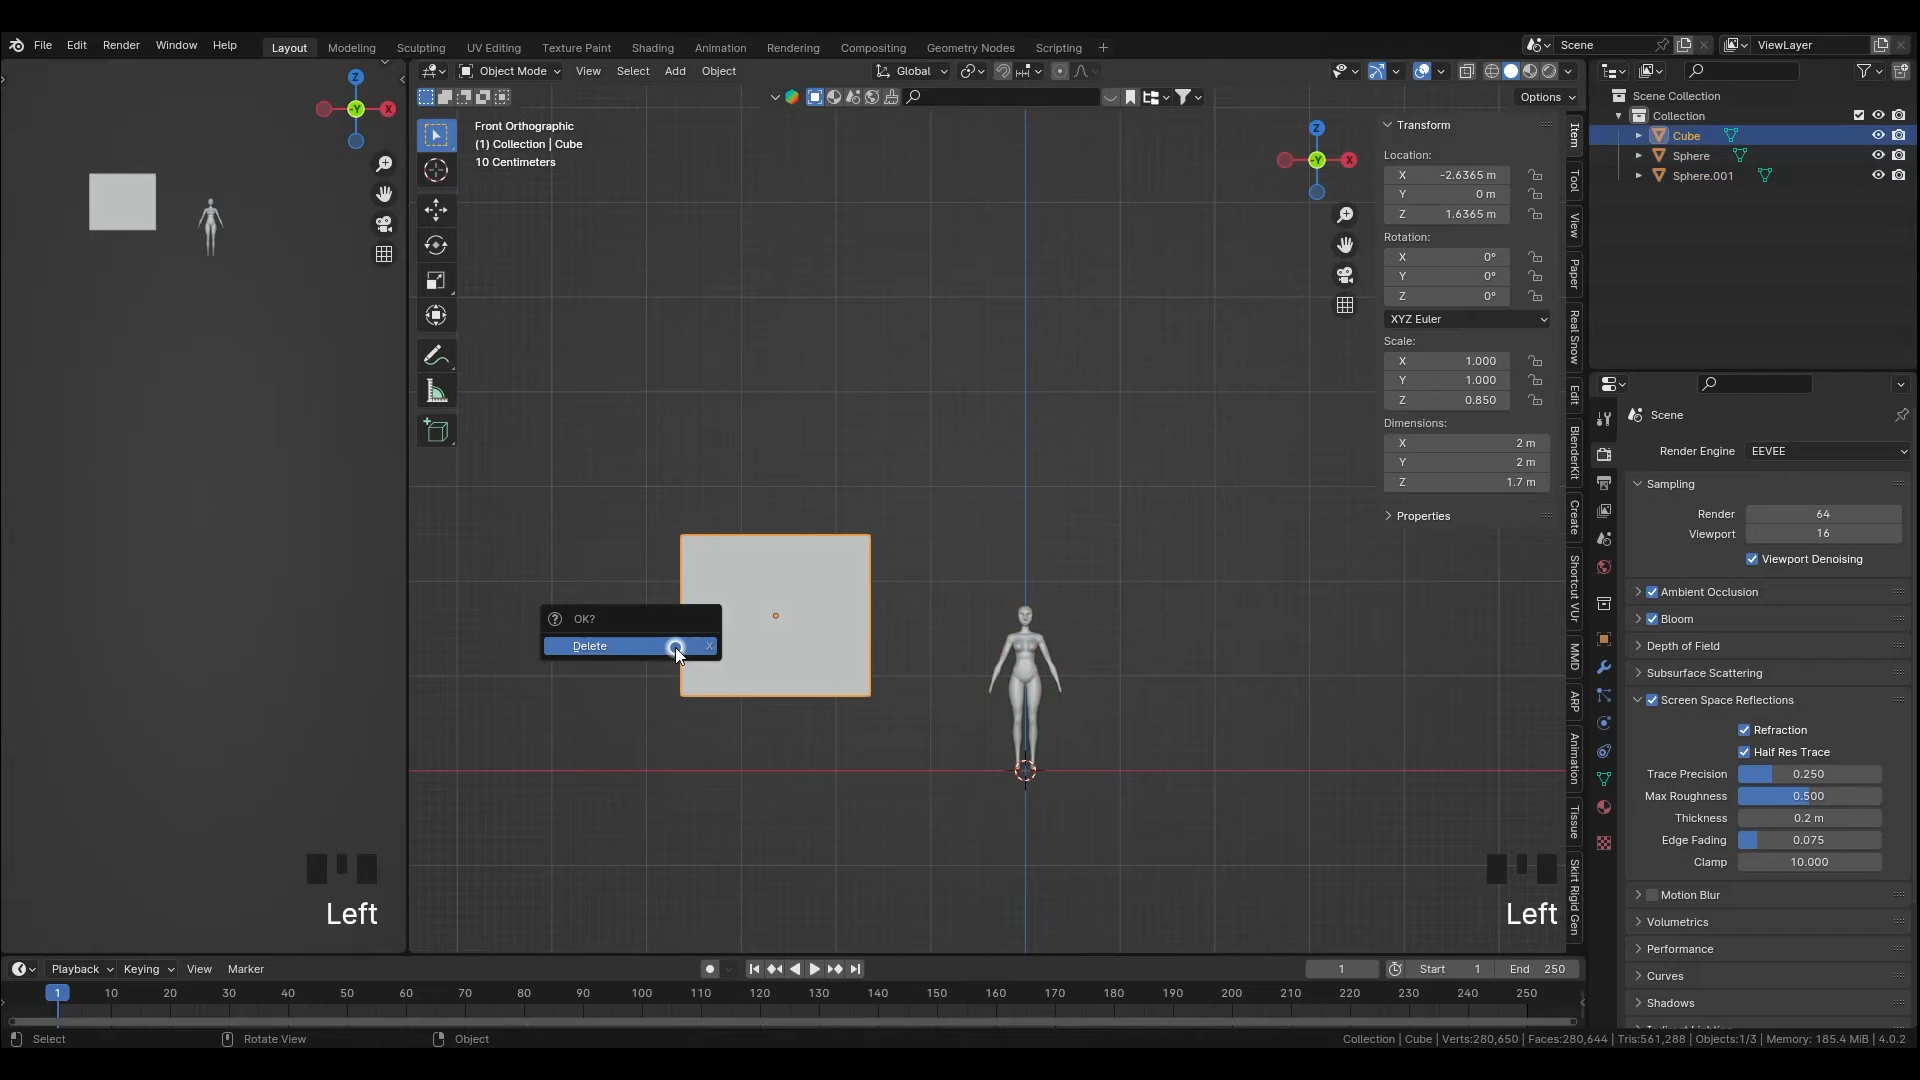 File Edit Render Window Help
Layout Modeling Sculpting UV Editing Texture Paint Shading Animation Rendering Compositing Geometry Nodes Scripting +
Scene
ViewLayer
Z
-Y
X
Object Mode View Select Add Object
Global
Options
Front Orthographic
(1) Collection | Cube
10 Centimeters
Z
-Y
X
OK?
Delete X
Left
Left
Transform
Location:
X -2.6365 m
Y 0 m
Z 1.6365 m
Rotation:
X 0°
Y 0°
Z 0°
XYZ Euler
Scale:
X 1.000
Y 1.000
Z 0.850
Dimensions:
X 2 m
Y 2 m
Z 1.7 m
Properties
Item
Tool
View
Paper
Real Snow
Edit
BlenderKit
Create
Shortcut VUr
MMD
ARP
Animation
Tissue
Skirt Rigid Gen
Scene Collection
Collection
Cube
Sphere
Sphere.001
Scene
Render Engine EEVEE
Sampling
Render 64
Viewport 16
Viewport Denoising
Ambient Occlusion
Bloom
Depth of Field
Subsurface Scattering
Screen Space Reflections
Refraction
Half Res Trace
Trace Precision 0.250
Max Roughness 0.500
Thickness 0.2 m
Edge Fading 0.075
Clamp 10.000
Motion Blur
Volumetrics
Performance
Curves
Shadows
Playback Keying View Marker
1 Start 1 End 250
1 10 20 30 40 50 60 70 80 90 100 110 120 130 140 150 160 170 180 190 200 210 220 230 240 250
Select Rotate View Object
Collection | Cube | Verts:280,650 | Faces:280,644 | Tris:561,288 | Objects:1/3 | Memory: 185.4 MiB | 4.0.2